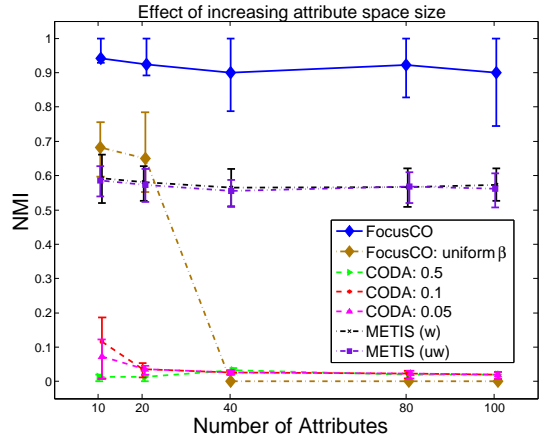 Effect of increasing attribute space size
1
0.9
0.8
0.7
0.6
0.5
0.4
0.3
0.2
0.1
0
NMI
FocusCO
FocusCO: uniform β
CODA: 0.5
CODA: 0.1
CODA: 0.05
METIS (w)
METIS (uw)
10 20 40 80 100
Number of Attributes